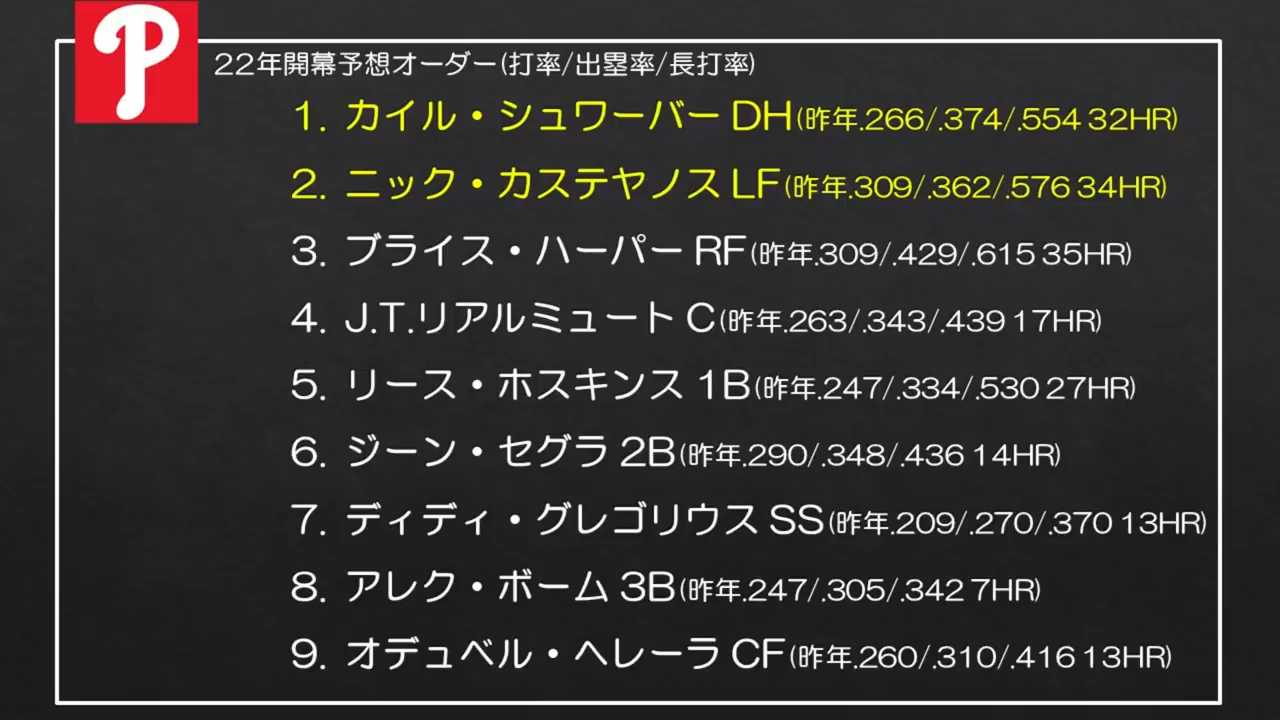 P
22年開幕予想オーダー(打率/出塁率/長打率)
1. カイル・シュワーバー DH(昨年.266/.374/.554 32HR)
2. ニック・カステヤノス LF(昨年.309/.362/.576 34HR)
3. ブライス・ハーパー RF(昨年.309/.429/.615 35HR)
4. J.T.リアルミュート C(昨年.263/.343/.439 17HR)
5. リース・ホスキンス 1B(昨年.247/.334/.530 27HR)
6. ジーン・セグラ 2B(昨年.290/.348/.436 14HR)
7. ディディ・グレゴリウス SS(昨年.209/.270/.370 13HR)
8. アレク・ボーム 3B(昨年.247/.305/.342 7HR)
9. オデュベル・ヘレーラ CF(昨年.260/.310/.416 13HR)